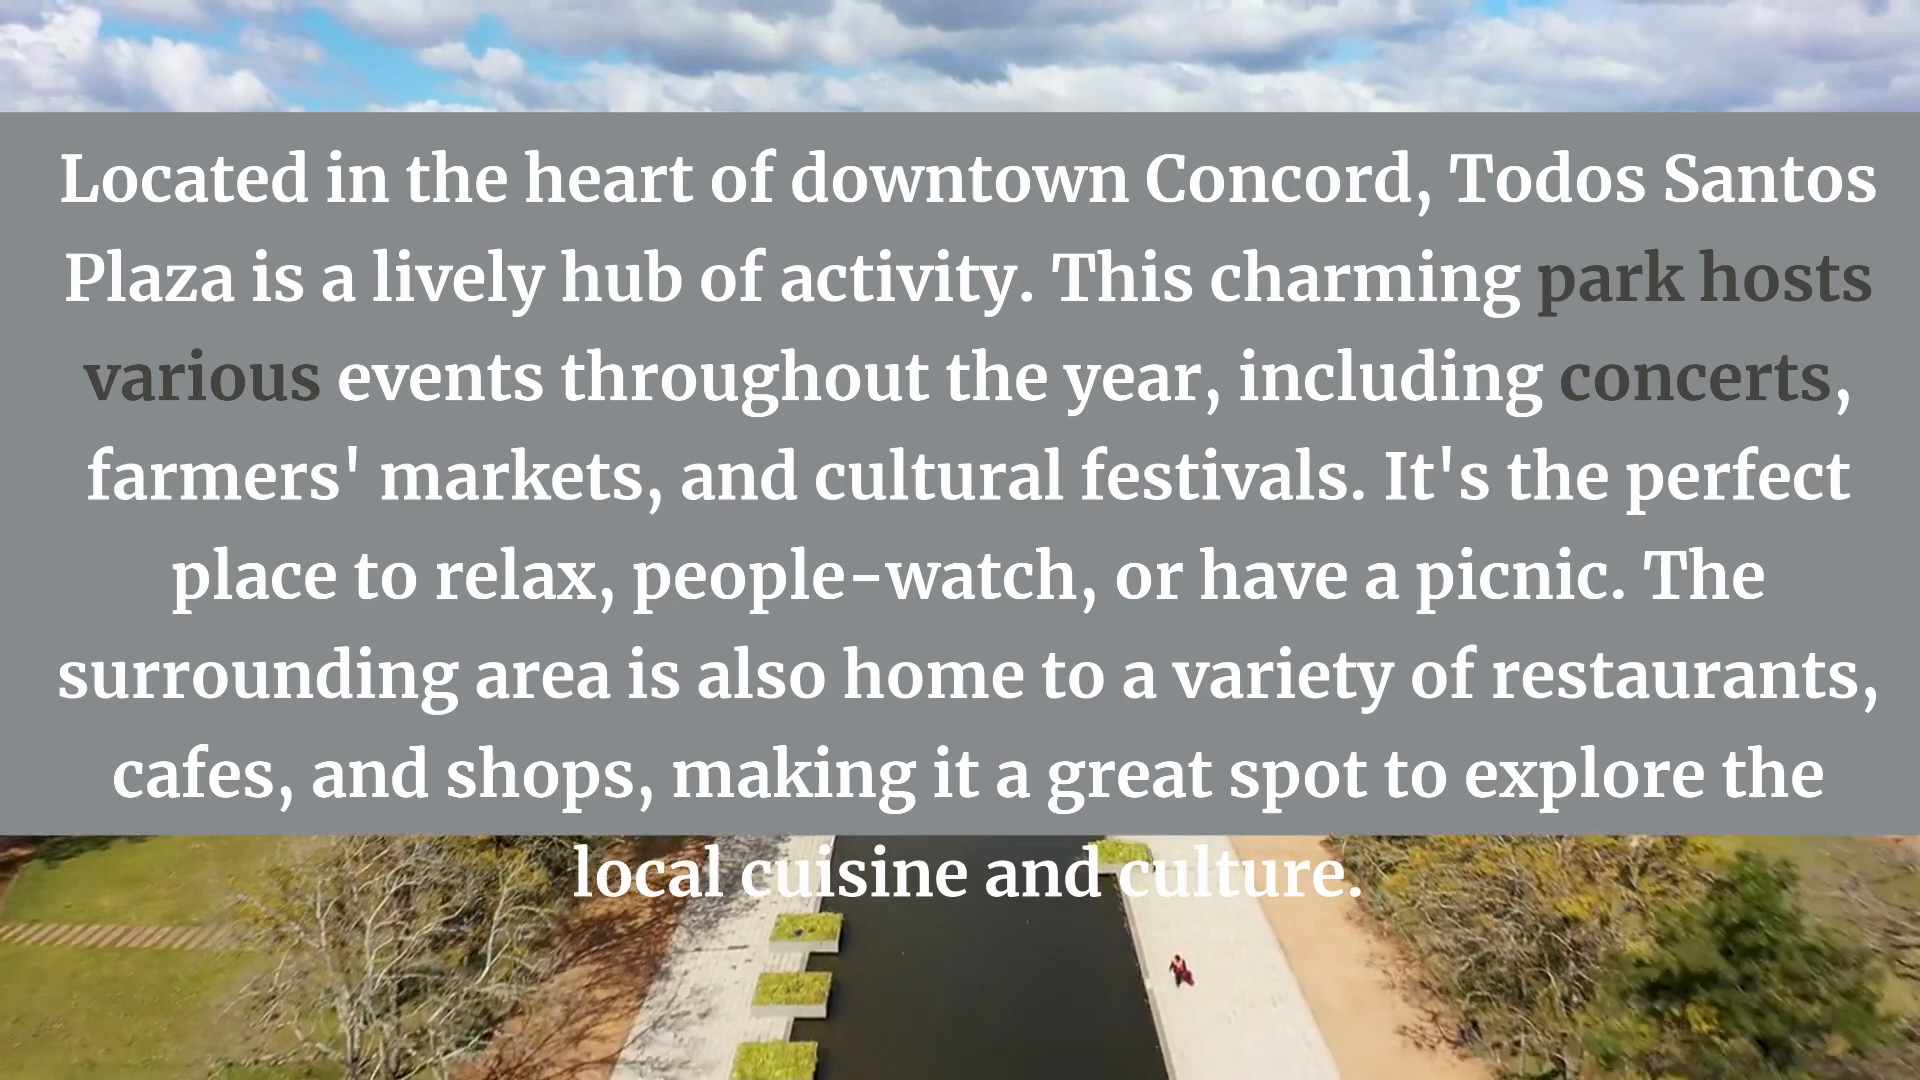 Located in the heart of downtown Concord, Todos Santos
Plaza is a lively hub of activity. This charming park hosts
various events throughout the year, including concerts,
farmers' markets, and cultural festivals. It's the perfect
place to relax, people-watch, or have a picnic. The
surrounding area is also home to a variety of restaurants,
cafes, and shops, making it a great spot to explore the
local cuisine and culture.